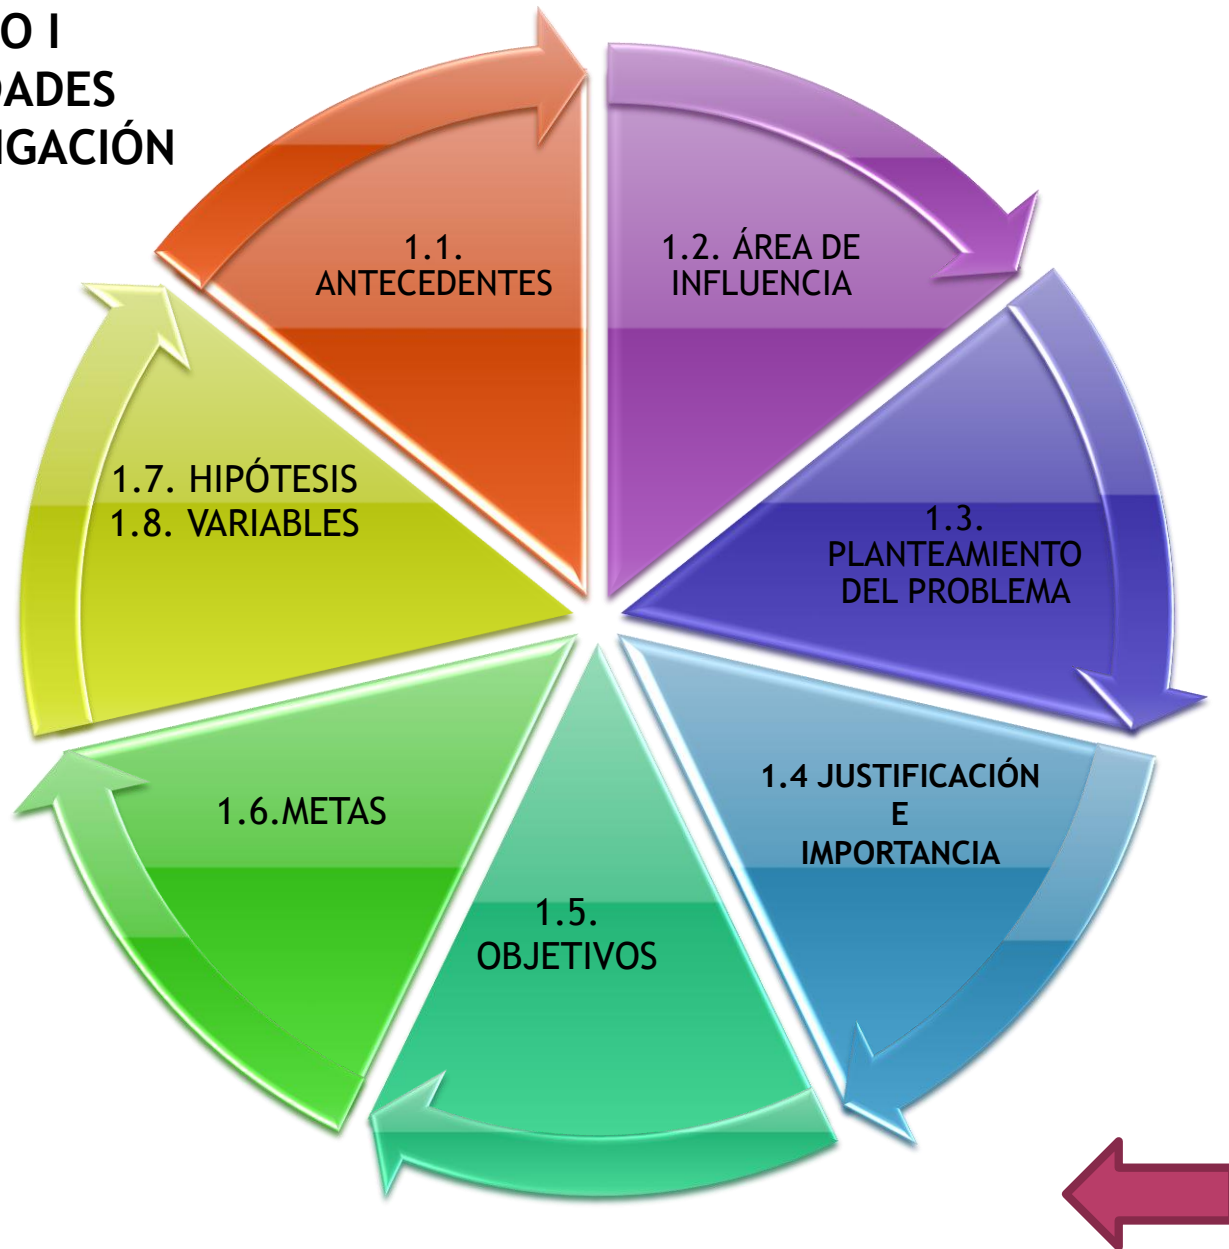 O I
DADES
IGACIÓN
1.1.
ANTECEDENTES
1.2. ÁREA DE
INFLUENCIA
1.3.
PLANTEAMIENTO
DEL PROBLEMA
1.4 JUSTIFICACIÓN
E
IMPORTANCIA
1.5.
OBJETIVOS
1.6.METAS
1.7. HIPÓTESIS
1.8. VARIABLES